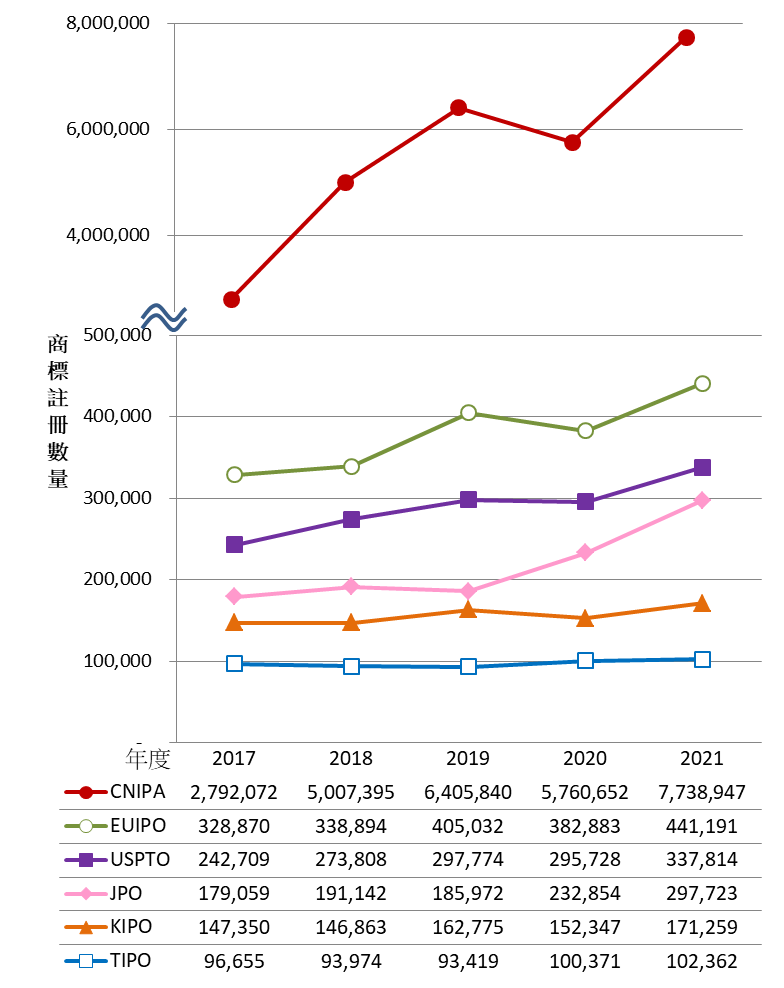 8,000,000
6,000,000
4,000,000
500,000
400,000
300,000
200,000
100,000
-
商標註冊數量
年度 2017 2018 2019 2020 2021
CNIPA 2,792,072 5,007,395 6,405,840 5,760,652 7,738,947
EUIPO 328,870 338,894 405,032 382,883 441,191
USPTO 242,709 273,808 297,774 295,728 337,814
JPO 179,059 191,142 185,972 232,854 297,723
KIPO 147,350 146,863 162,775 152,347 171,259
TIPO 96,655 93,974 93,419 100,371 102,362